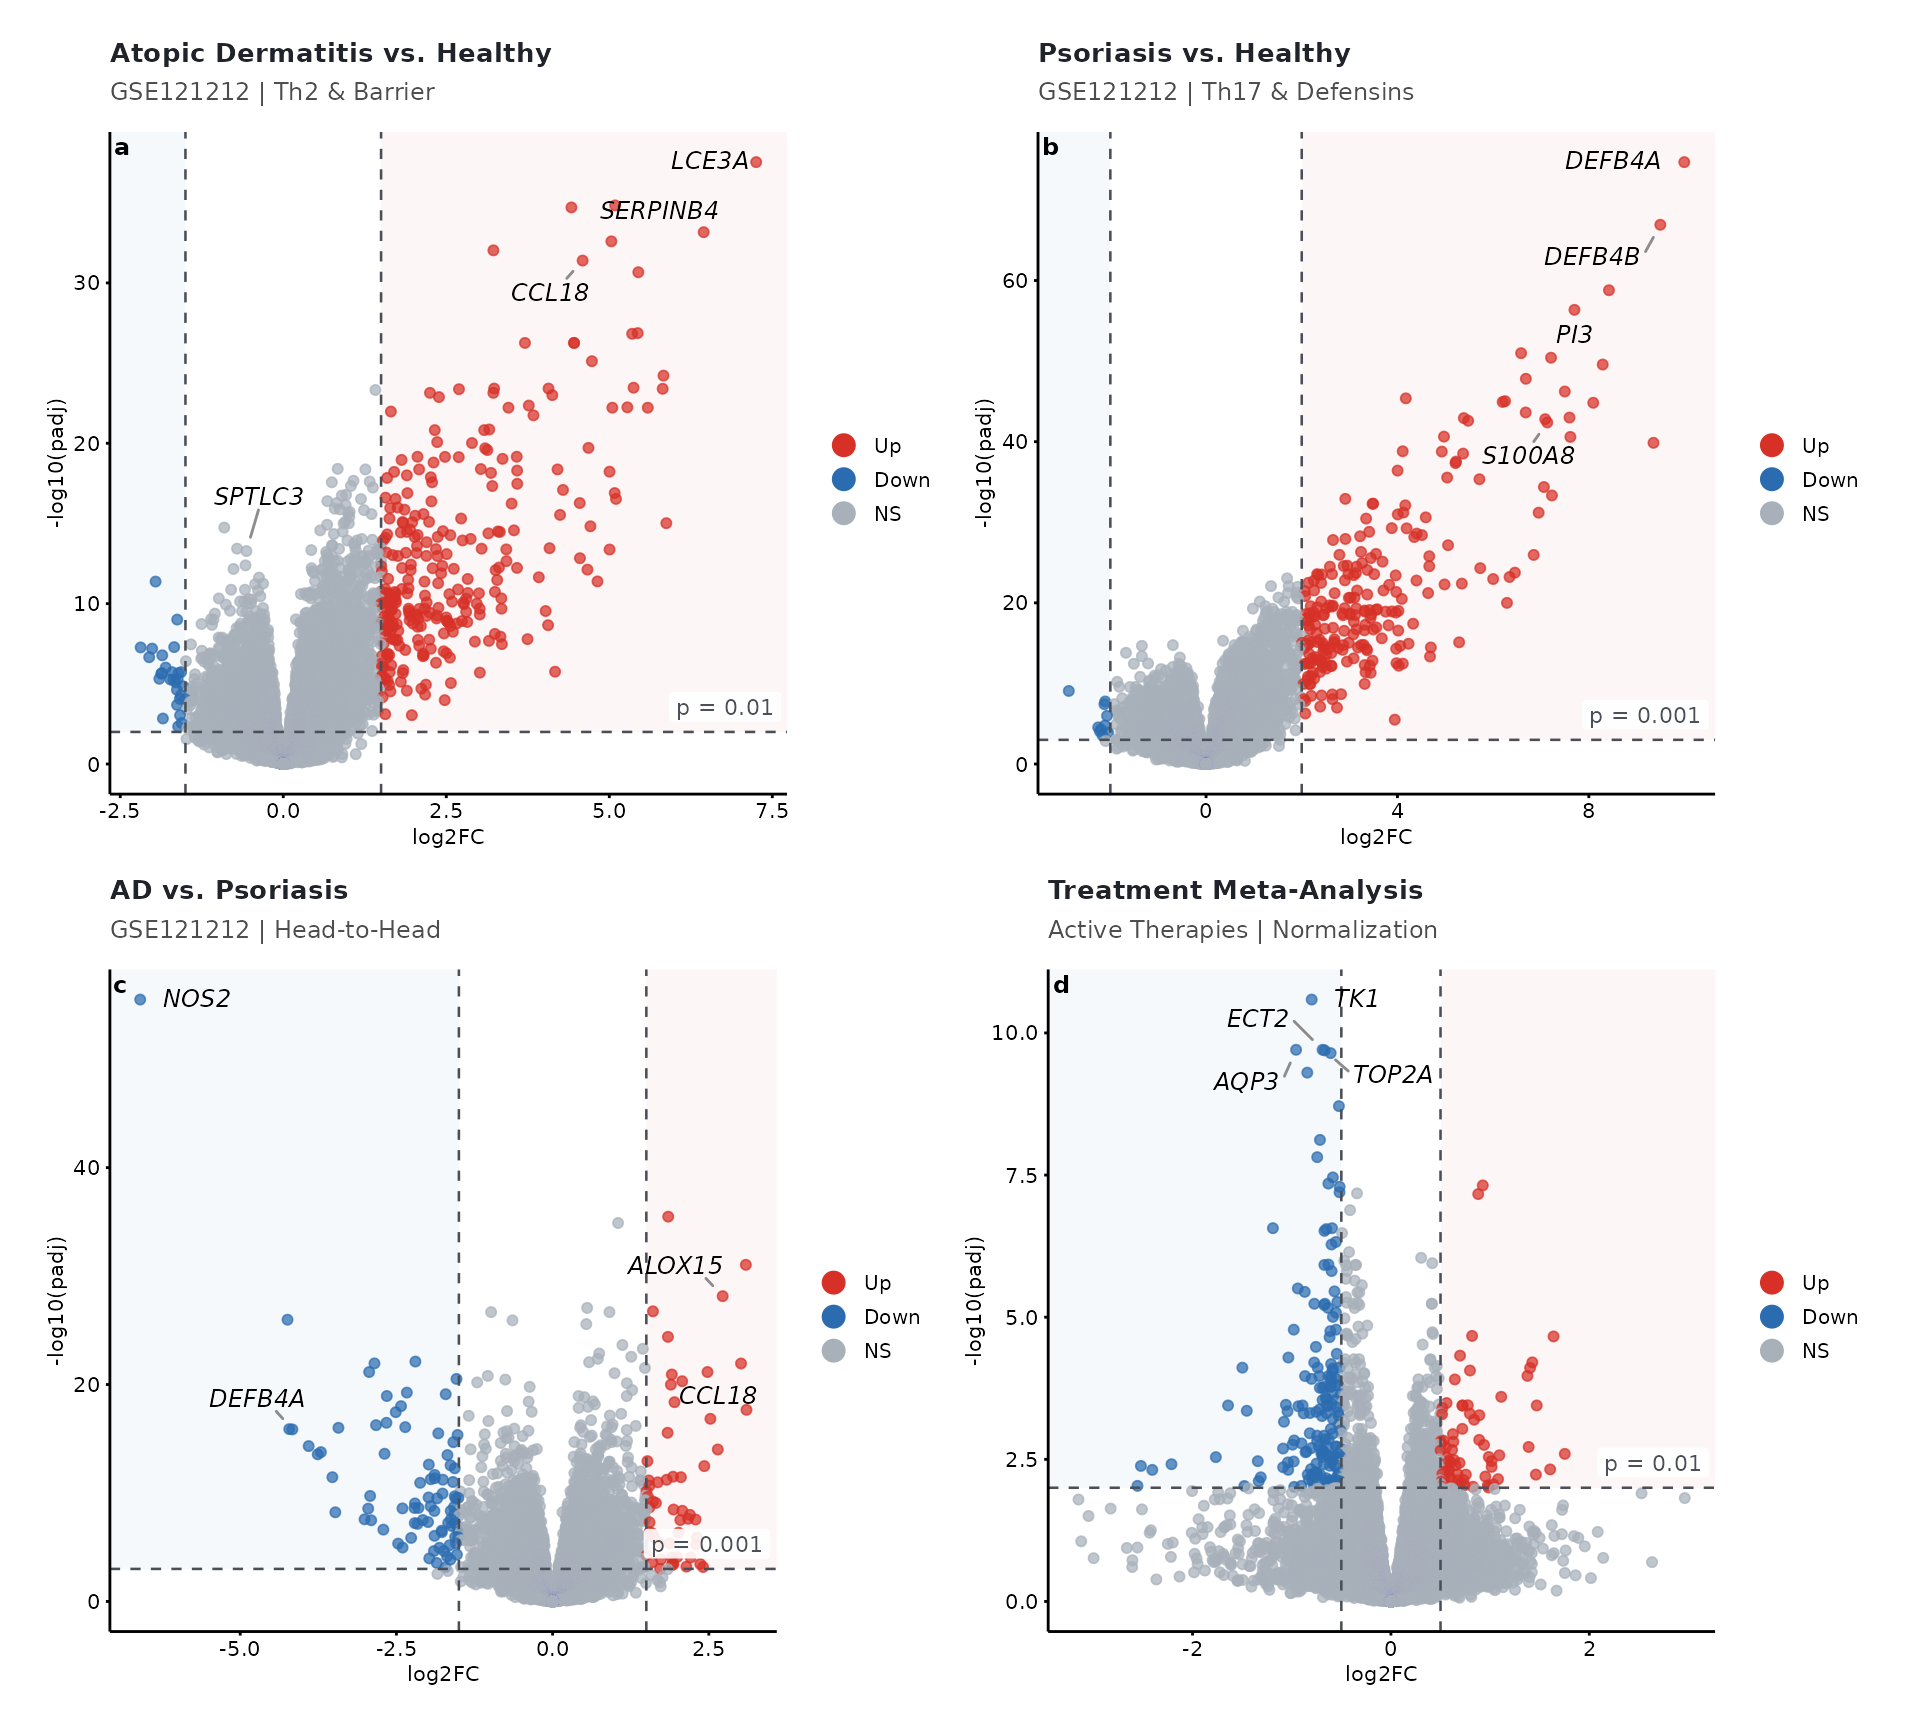 Atopic Dermatitis vs. Healthy
GSE121212 | Th2 & Barrier
a
LCE3A
SERPINB4
CCL18
SPTLC3
p = 0.01
30
20
10
0
-log10(padj)
-2.5
0.0
2.5
5.0
7.5
log2FC
Up
Down
NS
Psoriasis vs. Healthy
GSE121212 | Th17 & Defensins
b
DEFB4A
DEFB4B
PI3
S100A8
p = 0.001
60
40
20
0
-log10(padj)
0
4
8
log2FC
Up
Down
NS
AD vs. Psoriasis
GSE121212 | Head-to-Head
c
NOS2
ALOX15
CCL18
DEFB4A
p = 0.001
40
20
0
-log10(padj)
-5.0
-2.5
0.0
2.5
log2FC
Up
Down
NS
Treatment Meta-Analysis
Active Therapies | Normalization
d
TK1
ECT2
TOP2A
AQP3
p = 0.01
10.0
7.5
5.0
2.5
0.0
-log10(padj)
-2
0
2
log2FC
Up
Down
NS